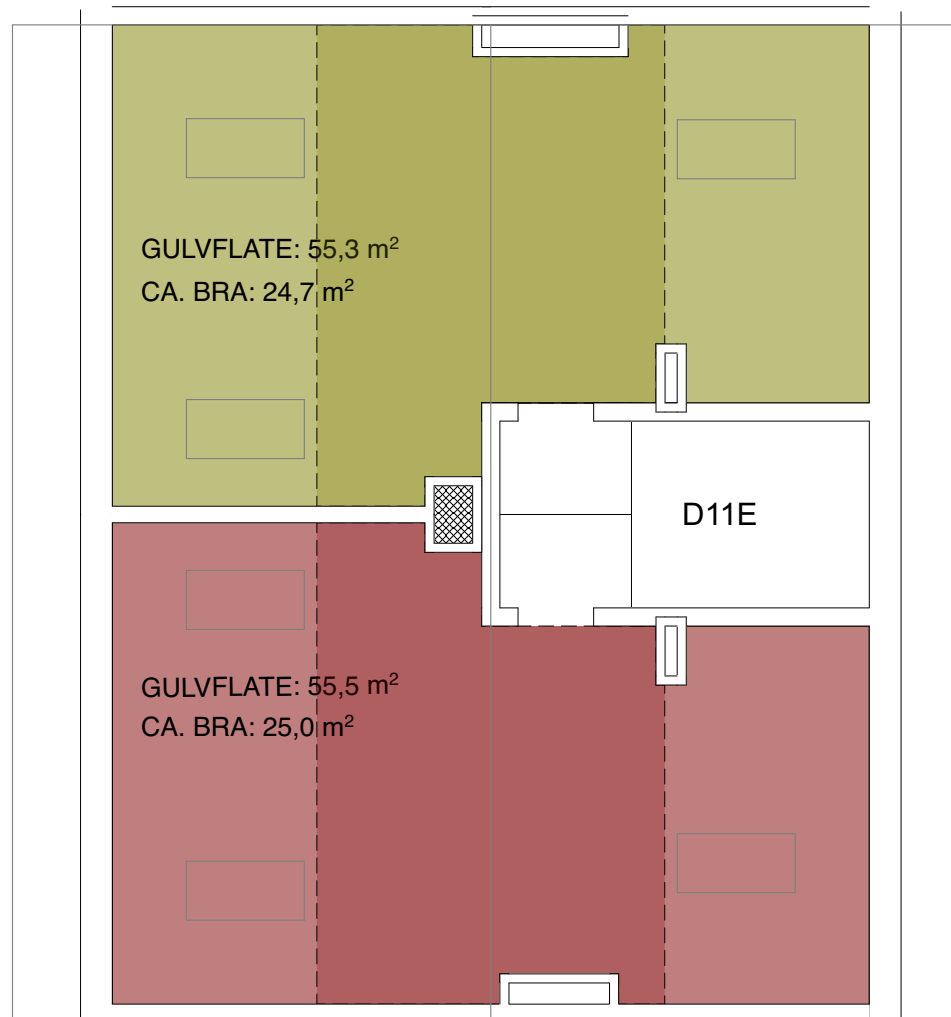 GULVFLATE: 55,3 m²
CA. BRA: 24,7 m²
D11E
GULVFLATE: 55,5 m²
CA. BRA: 25,0 m²